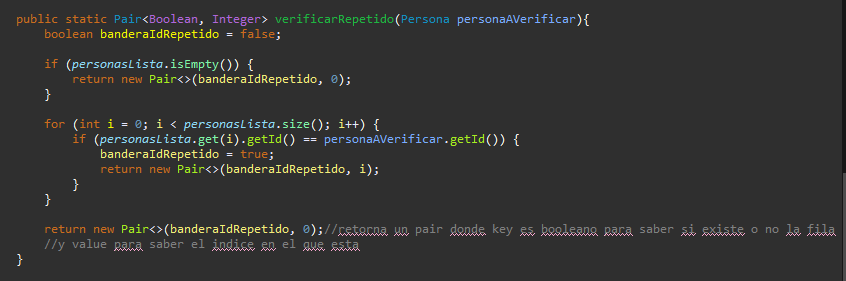 public static Pair<Boolean, Integer> verificarRepetido(Persona personaAVerificar){
    boolean banderaIdRepetido = false;

    if (personasLista.isEmpty()) {
        return new Pair<>(banderaIdRepetido, 0);
    }

    for (int i = 0; i < personasLista.size(); i++) {
        if (personasLista.get(i).getId() == personaAVerificar.getId()) {
            banderaIdRepetido = true;
            return new Pair<>(banderaIdRepetido, i);
        }
    }

    return new Pair<>(banderaIdRepetido, 0);//retorna un pair donde key es booleano para saber si existe o no la fila
    //y value para saber el indice en el que esta
}